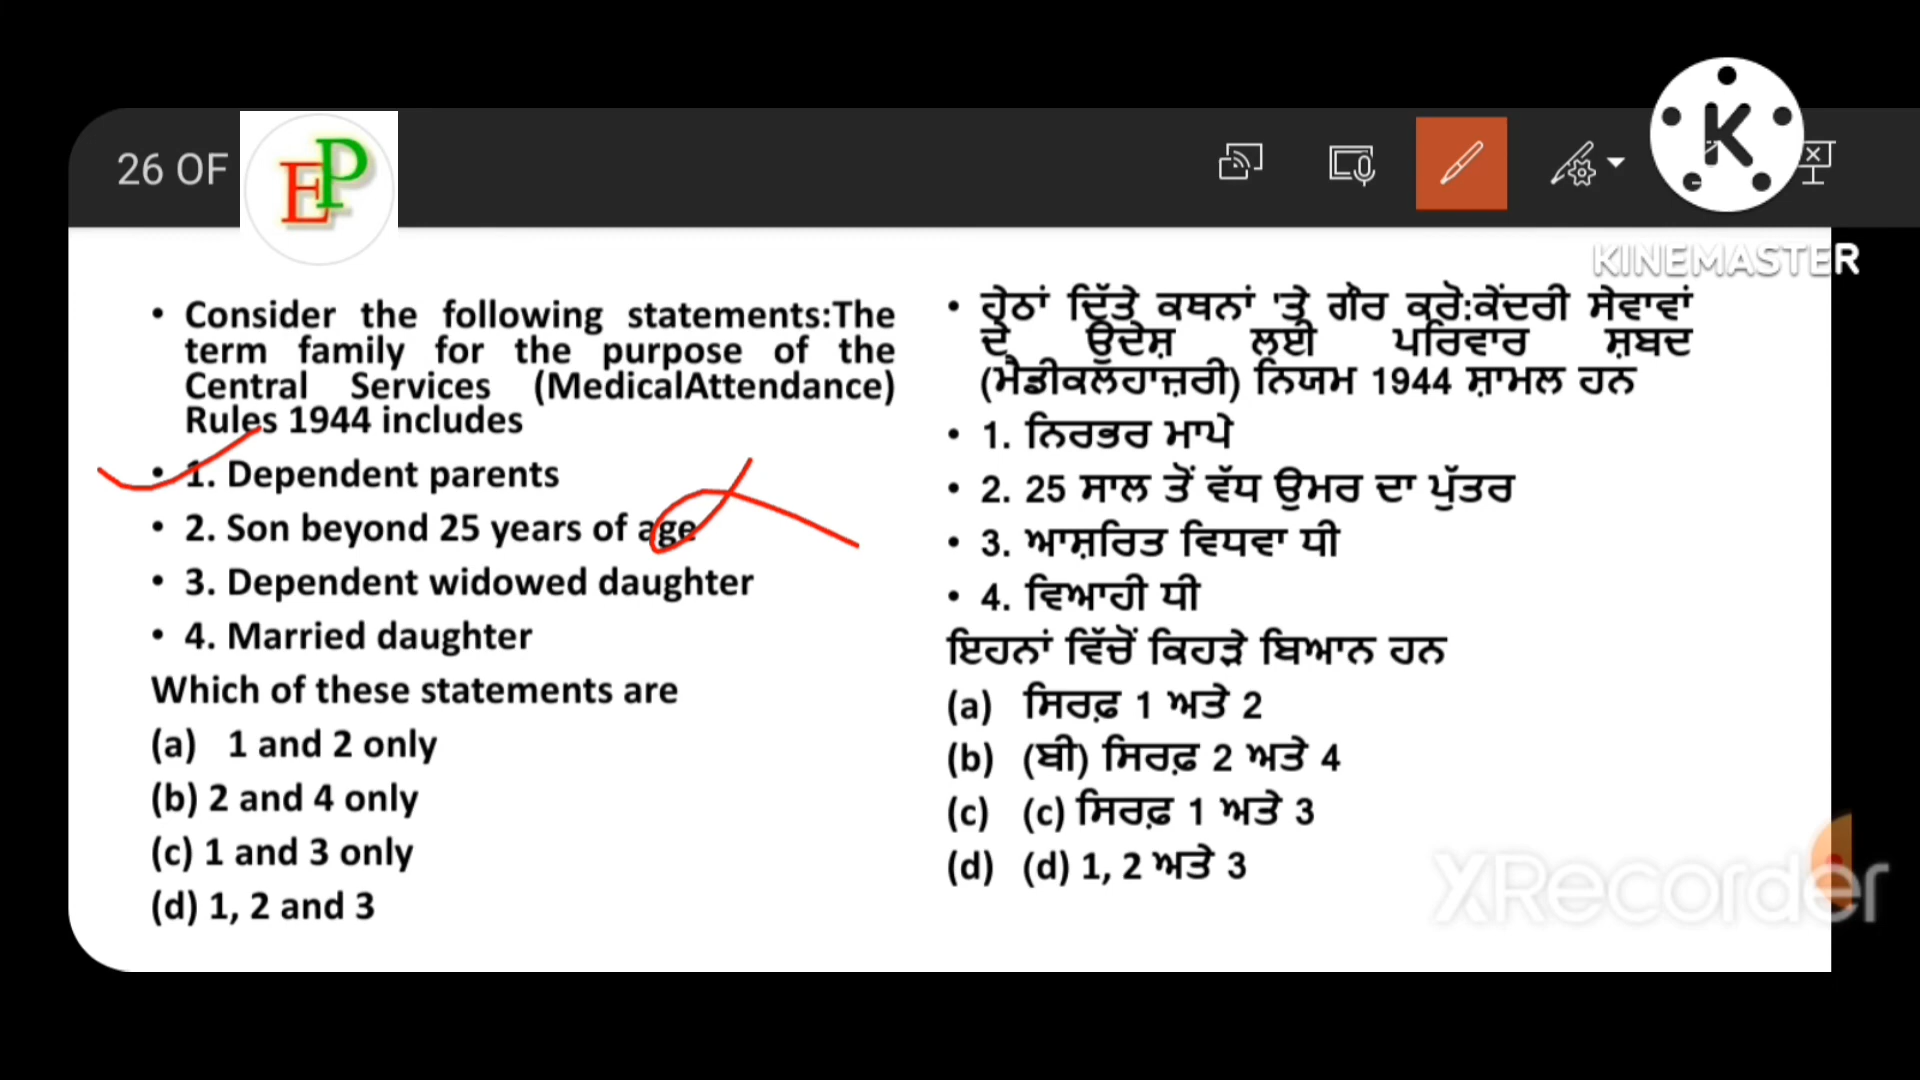 26 OF
EP
K
KINEMASTER
• Consider the following statements:The
term family for the purpose of the
Central Services (MedicalAttendance)
Rules 1944 includes
• 1. Dependent parents
• 2. Son beyond 25 years of age
• 3. Dependent widowed daughter
• 4. Married daughter
Which of these statements are
(a) 1 and 2 only
(b) 2 and 4 only
(c) 1 and 3 only
(d) 1, 2 and 3
• ਹੇਠਾਂ ਦਿੱਤੇ ਕਥਨਾਂ 'ਤੇ ਗੌਰ ਕਰੋ:ਕੇਂਦਰੀ ਸੇਵਾਵਾਂ
ਦੇ ਉਦੇਸ਼ ਲਈ ਪਰਿਵਾਰ ਸ਼ਬਦ
(ਮੈਡੀਕਲਹਾਜ਼ਰੀ) ਨਿਯਮ 1944 ਸ਼ਾਮਲ ਹਨ
• 1. ਨਿਰਭਰ ਮਾਪੇ
• 2. 25 ਸਾਲ ਤੋਂ ਵੱਧ ਉਮਰ ਦਾ ਪੁੱਤਰ
• 3. ਆਸ਼ਰਿਤ ਵਿਧਵਾ ਧੀ
• 4. ਵਿਆਹੀ ਧੀ
ਇਹਨਾਂ ਵਿੱਚੋਂ ਕਿਹੜੇ ਬਿਆਨ ਹਨ
(a) ਸਿਰਫ਼ 1 ਅਤੇ 2
(b) (ਬੀ) ਸਿਰਫ਼ 2 ਅਤੇ 4
(c) (c) ਸਿਰਫ਼ 1 ਅਤੇ 3
(d) (d) 1, 2 ਅਤੇ 3
XRecorder